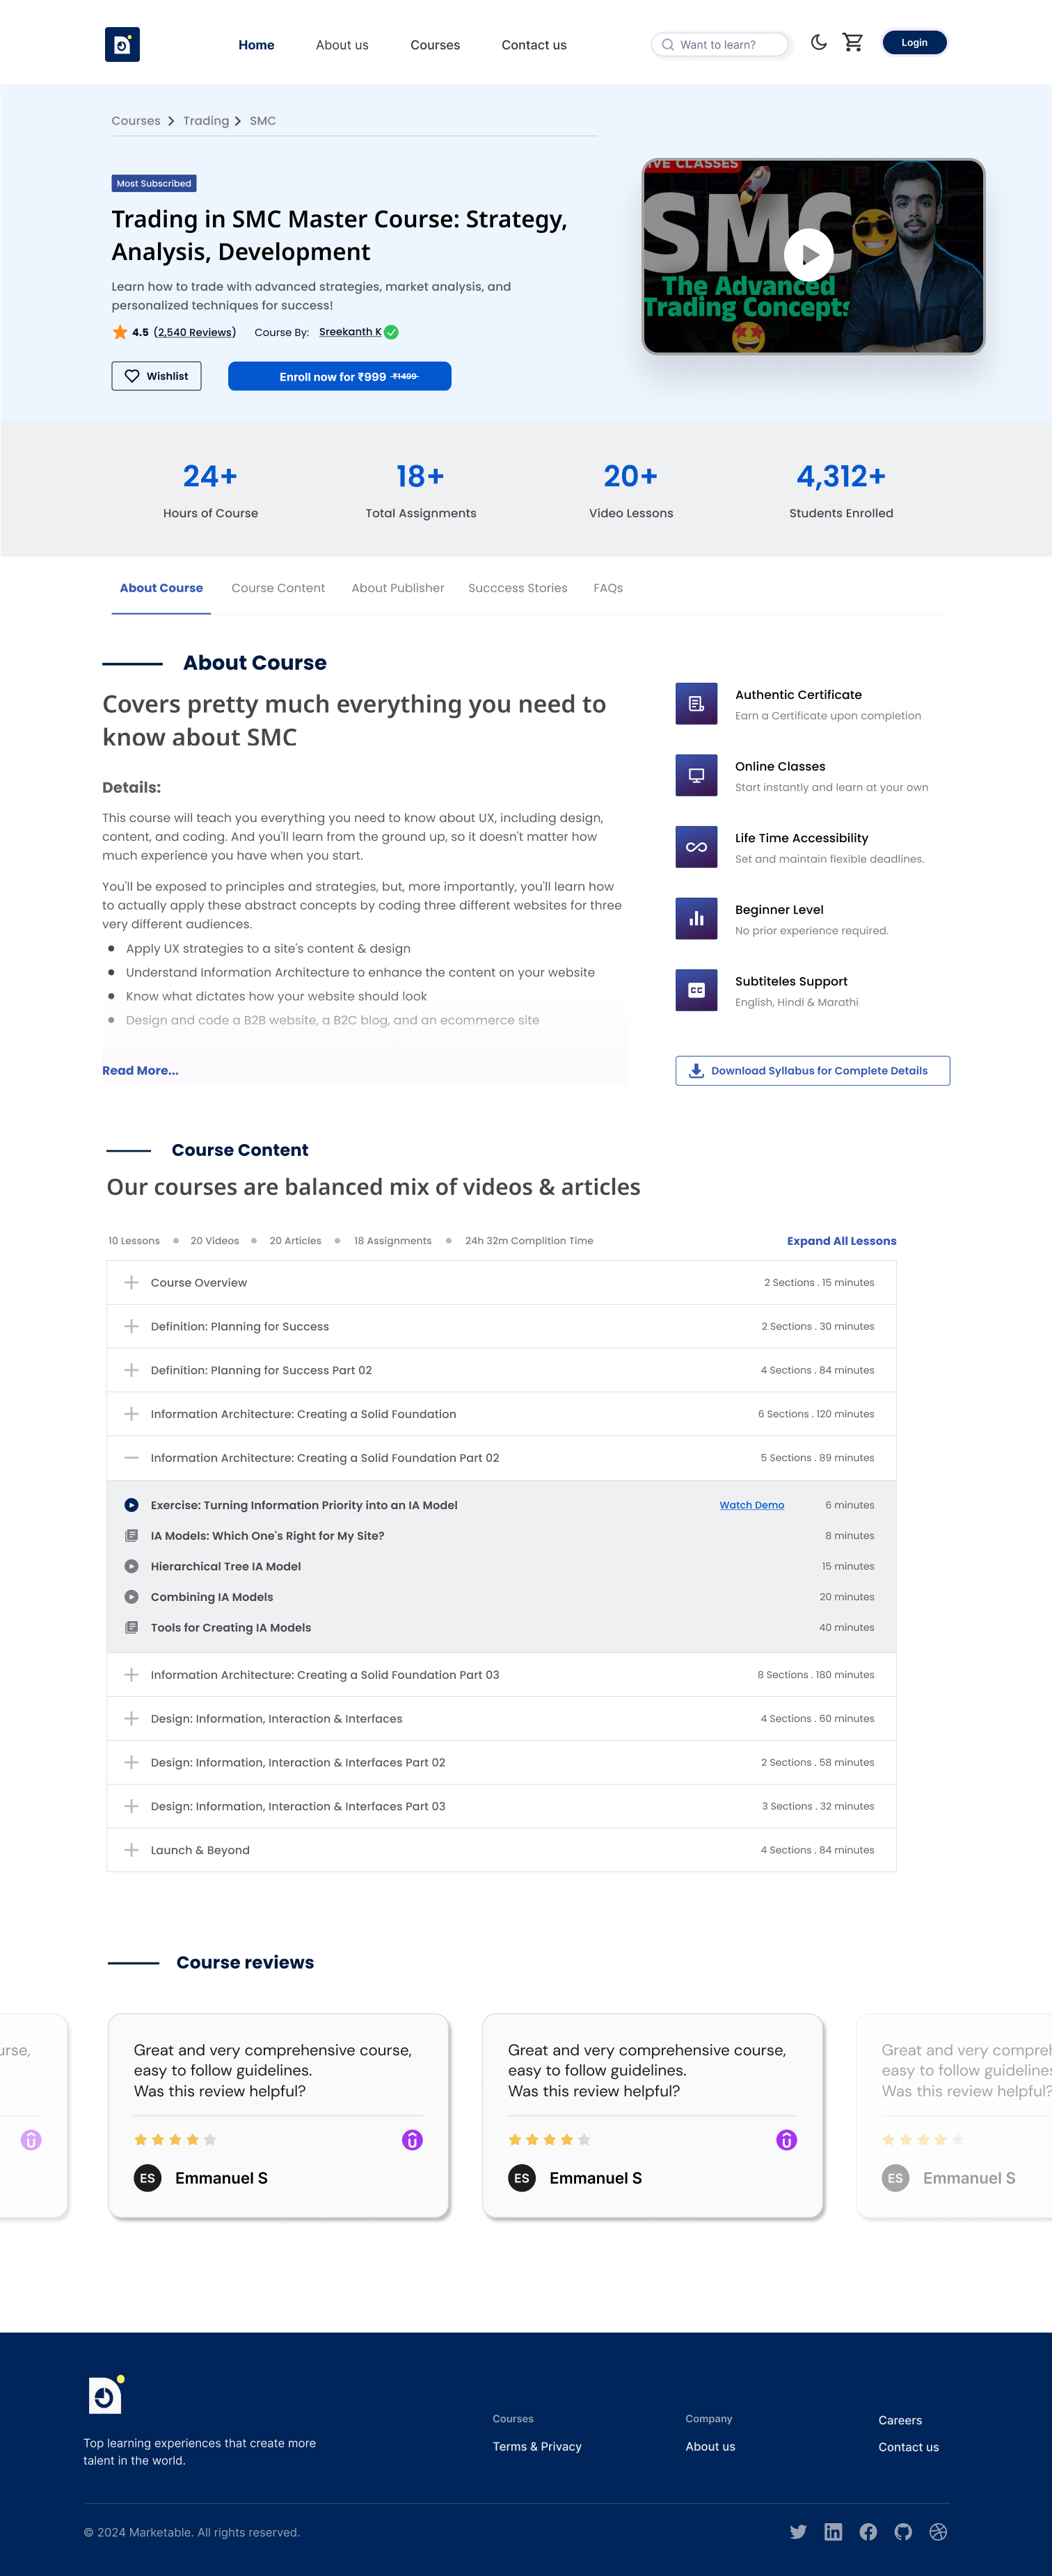 Home
About us
Courses
Contact us
Want to learn?
Login
Courses
Trading
SMC
Most Subscribed
Trading in SMC Master Course: Strategy,
Analysis, Development
Learn how to trade with advanced strategies, market analysis, and
personalized techniques for success!
4.5 (2,540 Reviews) Course By: Sreekanth K
Wishlist
Enroll now for ₹999 ₹1499
IVE CLASSES
SMC
The Advanced
Trading Concepts
24+
Hours of Course
18+
Total Assignments
20+
Video Lessons
4,312+
Students Enrolled
About Course
Course Content
About Publisher
Succcess Stories
FAQs
About Course
Covers pretty much everything you need to
know about SMC
Details:
This course will teach you everything you need to know about UX, including design,
content, and coding. And you'll learn from the ground up, so it doesn't matter how
much experience you have when you start.
You'll be exposed to principles and strategies, but, more importantly, you'll learn how
to actually apply these abstract concepts by coding three different websites for three
very different audiences.
Apply UX strategies to a site's content & design
Understand Information Architecture to enhance the content on your website
Know what dictates how your website should look
Design and code a B2B website, a B2C blog, and an ecommerce site
Read More...
Authentic Certificate
Earn a Certificate upon completion
Online Classes
Start instantly and learn at your own
Life Time Accessibility
Set and maintain flexible deadlines.
Beginner Level
No prior experience required.
CC
Subtiteles Support
English, Hindi & Marathi
Download Syllabus for Complete Details
Course Content
Our courses are balanced mix of videos & articles
10 Lessons
20 Videos
20 Articles
18 Assignments
24h 32m Complition Time
Expand All Lessons
Course Overview 2 Sections . 15 minutes
Definition: Planning for Success 2 Sections . 30 minutes
Definition: Planning for Success Part 02 4 Sections . 84 minutes
Information Architecture: Creating a Solid Foundation 6 Sections . 120 minutes
Information Architecture: Creating a Solid Foundation Part 02 5 Sections . 89 minutes
Exercise: Turning Information Priority into an IA Model Watch Demo 6 minutes
IA Models: Which One's Right for My Site? 8 minutes
Hierarchical Tree IA Model 15 minutes
Combining IA Models 20 minutes
Tools for Creating IA Models 40 minutes
Information Architecture: Creating a Solid Foundation Part 03 8 Sections . 180 minutes
Design: Information, Interaction & Interfaces 4 Sections . 60 minutes
Design: Information, Interaction & Interfaces Part 02 2 Sections . 58 minutes
Design: Information, Interaction & Interfaces Part 03 3 Sections . 32 minutes
Launch & Beyond 4 Sections . 84 minutes
Course reviews
urse,
Great and very comprehensive course,
easy to follow guidelines.
Was this review helpful?
ES
Emmanuel S
Great and very comprehensive course,
easy to follow guidelines.
Was this review helpful?
ES
Emmanuel S
Great and very compreh
easy to follow guidelines
Was this review helpful?
ES
Emmanuel S
Top learning experiences that create more
talent in the world.
Courses
Terms & Privacy
Company
About us
Careers
Contact us
© 2024 Marketable. All rights reserved.